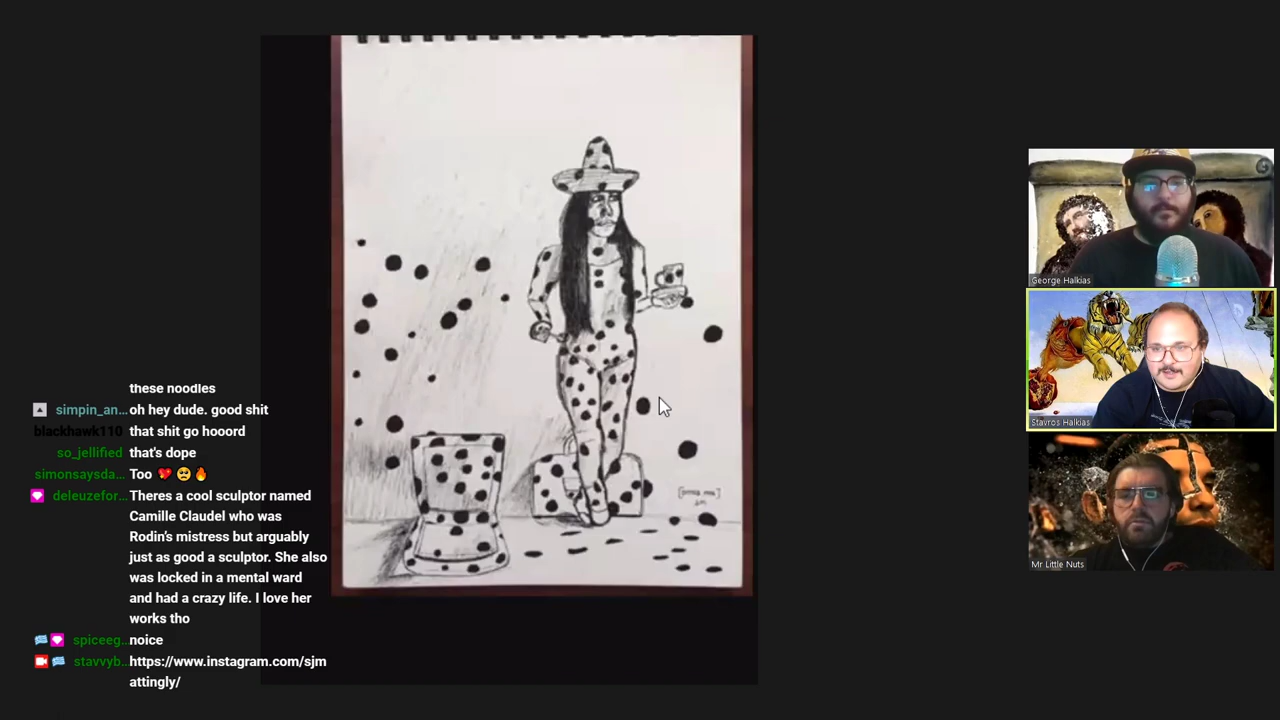 these noodles
simpin_an... oh hey dude. good shit
blackhawk110 that shit go hooord
so_jellified that's dope
simonsaysda... Too 💖 🥺 🔥
deleuzefor... Theres a cool sculptor named
Camille Claudel who was
Rodin's mistress but arguably
just as good a sculptor. She also
was locked in a mental ward
and had a crazy life. I love her
works tho
spiceeg... noice
stavvyb... https://www.instagram.com/sjm
attingly/
George Halkias
Stavros Halkias
Mr Little Nuts